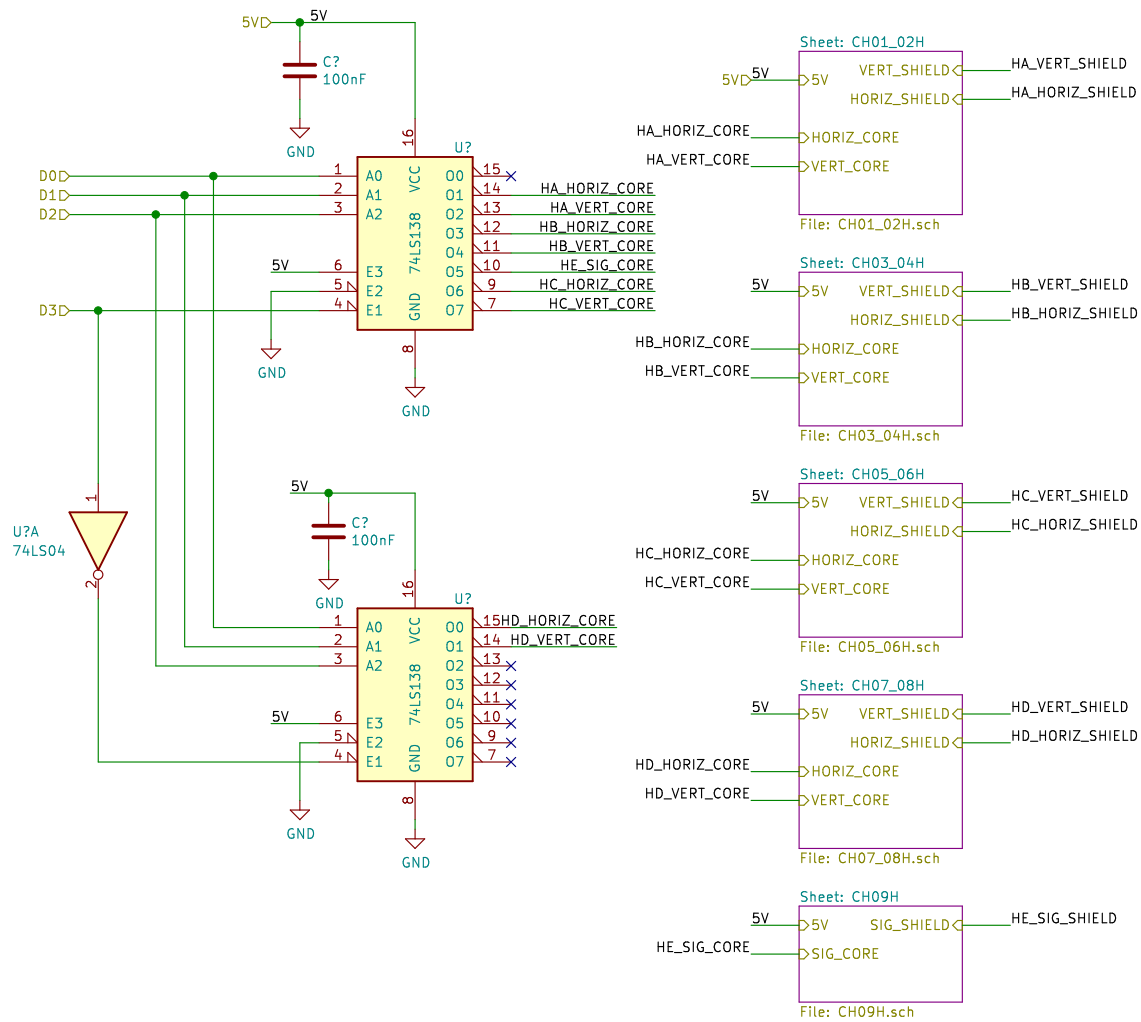 5V
5V
C?
100nF
GND
U?
16
VCC
D0
D1
D2
D3
1
A0
2
A1
3
A2
5V
6
E3
5
E2
4
E1
74LS138
GND
8
GND
GND
O0
15
O1
14
HA_HORIZ_CORE
O2
13
HA_VERT_CORE
O3
12
HB_HORIZ_CORE
O4
11
HB_VERT_CORE
O5
10
HE_SIG_CORE
O6
9
HC_HORIZ_CORE
O7
7
HC_VERT_CORE
1
U?A
74LS04
2
5V
C?
100nF
GND
U?
16
VCC
1
A0
2
A1
3
A2
5V
6
E3
5
E2
4
E1
74LS138
GND
8
GND
GND
O0
15
HD_HORIZ_CORE
O1
14
HD_VERT_CORE
O2
13
O3
12
O4
11
O5
10
O6
9
O7
7
Sheet: CH01_02H
5V
5V
5V
VERT_SHIELD
HA_VERT_SHIELD
HORIZ_SHIELD
HA_HORIZ_SHIELD
HA_HORIZ_CORE
HORIZ_CORE
HA_VERT_CORE
VERT_CORE
File: CH01_02H.sch
Sheet: CH03_04H
5V
5V
VERT_SHIELD
HB_VERT_SHIELD
HORIZ_SHIELD
HB_HORIZ_SHIELD
HB_HORIZ_CORE
HORIZ_CORE
HB_VERT_CORE
VERT_CORE
File: CH03_04H.sch
Sheet: CH05_06H
5V
5V
VERT_SHIELD
HC_VERT_SHIELD
HORIZ_SHIELD
HC_HORIZ_SHIELD
HC_HORIZ_CORE
HORIZ_CORE
HC_VERT_CORE
VERT_CORE
File: CH05_06H.sch
Sheet: CH07_08H
5V
5V
VERT_SHIELD
HD_VERT_SHIELD
HORIZ_SHIELD
HD_HORIZ_SHIELD
HD_HORIZ_CORE
HORIZ_CORE
HD_VERT_CORE
VERT_CORE
File: CH07_08H.sch
Sheet: CH09H
5V
5V
SIG_SHIELD
HE_SIG_SHIELD
HE_SIG_CORE
SIG_CORE
File: CH09H.sch